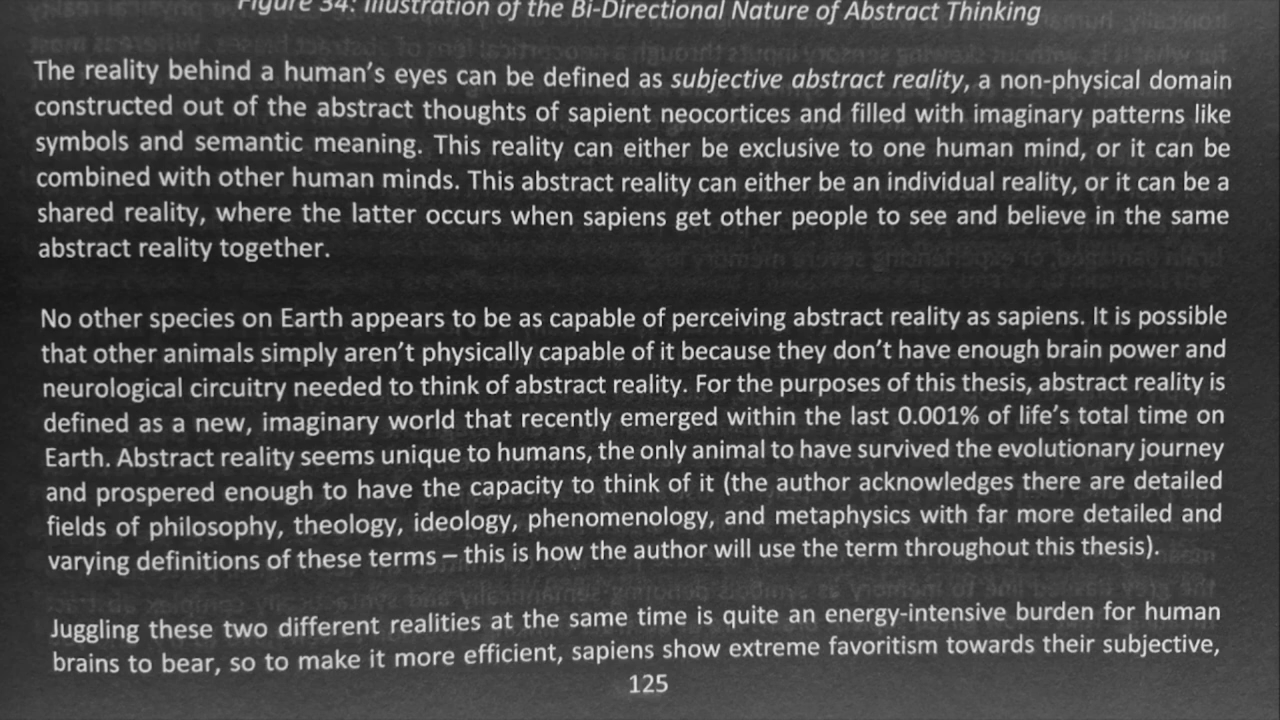 Figure 34: Illustration of the Bi-Directional Nature of Abstract Thinking
The reality behind a human's eyes can be defined as subjective abstract reality, a non-physical domain
constructed out of the abstract thoughts of sapient neocortices and filled with imaginary patterns like
symbols and semantic meaning. This reality can either be exclusive to one human mind, or it can be
combined with other human minds. This abstract reality can either be an individual reality, or it can be a
shared reality, where the latter occurs when sapiens get other people to see and believe in the same
abstract reality together.
No other species on Earth appears to be as capable of perceiving abstract reality as sapiens. It is possible
that other animals simply aren't physically capable of it because they don't have enough brain power and
neurological circuitry needed to think of abstract reality. For the purposes of this thesis, abstract reality is
defined as a new, imaginary world that recently emerged within the last 0.001% of life's total time on
Earth. Abstract reality seems unique to humans, the only animal to have survived the evolutionary journey
and prospered enough to have the capacity to think of it (the author acknowledges there are detailed
fields of philosophy, theology, ideology, phenomenology, and metaphysics with far more detailed and
varying definitions of these terms – this is how the author will use the term throughout this thesis).
Juggling these two different realities at the same time is quite an energy-intensive burden for human
brains to bear, so to make it more efficient, sapiens show extreme favoritism towards their subjective,
125